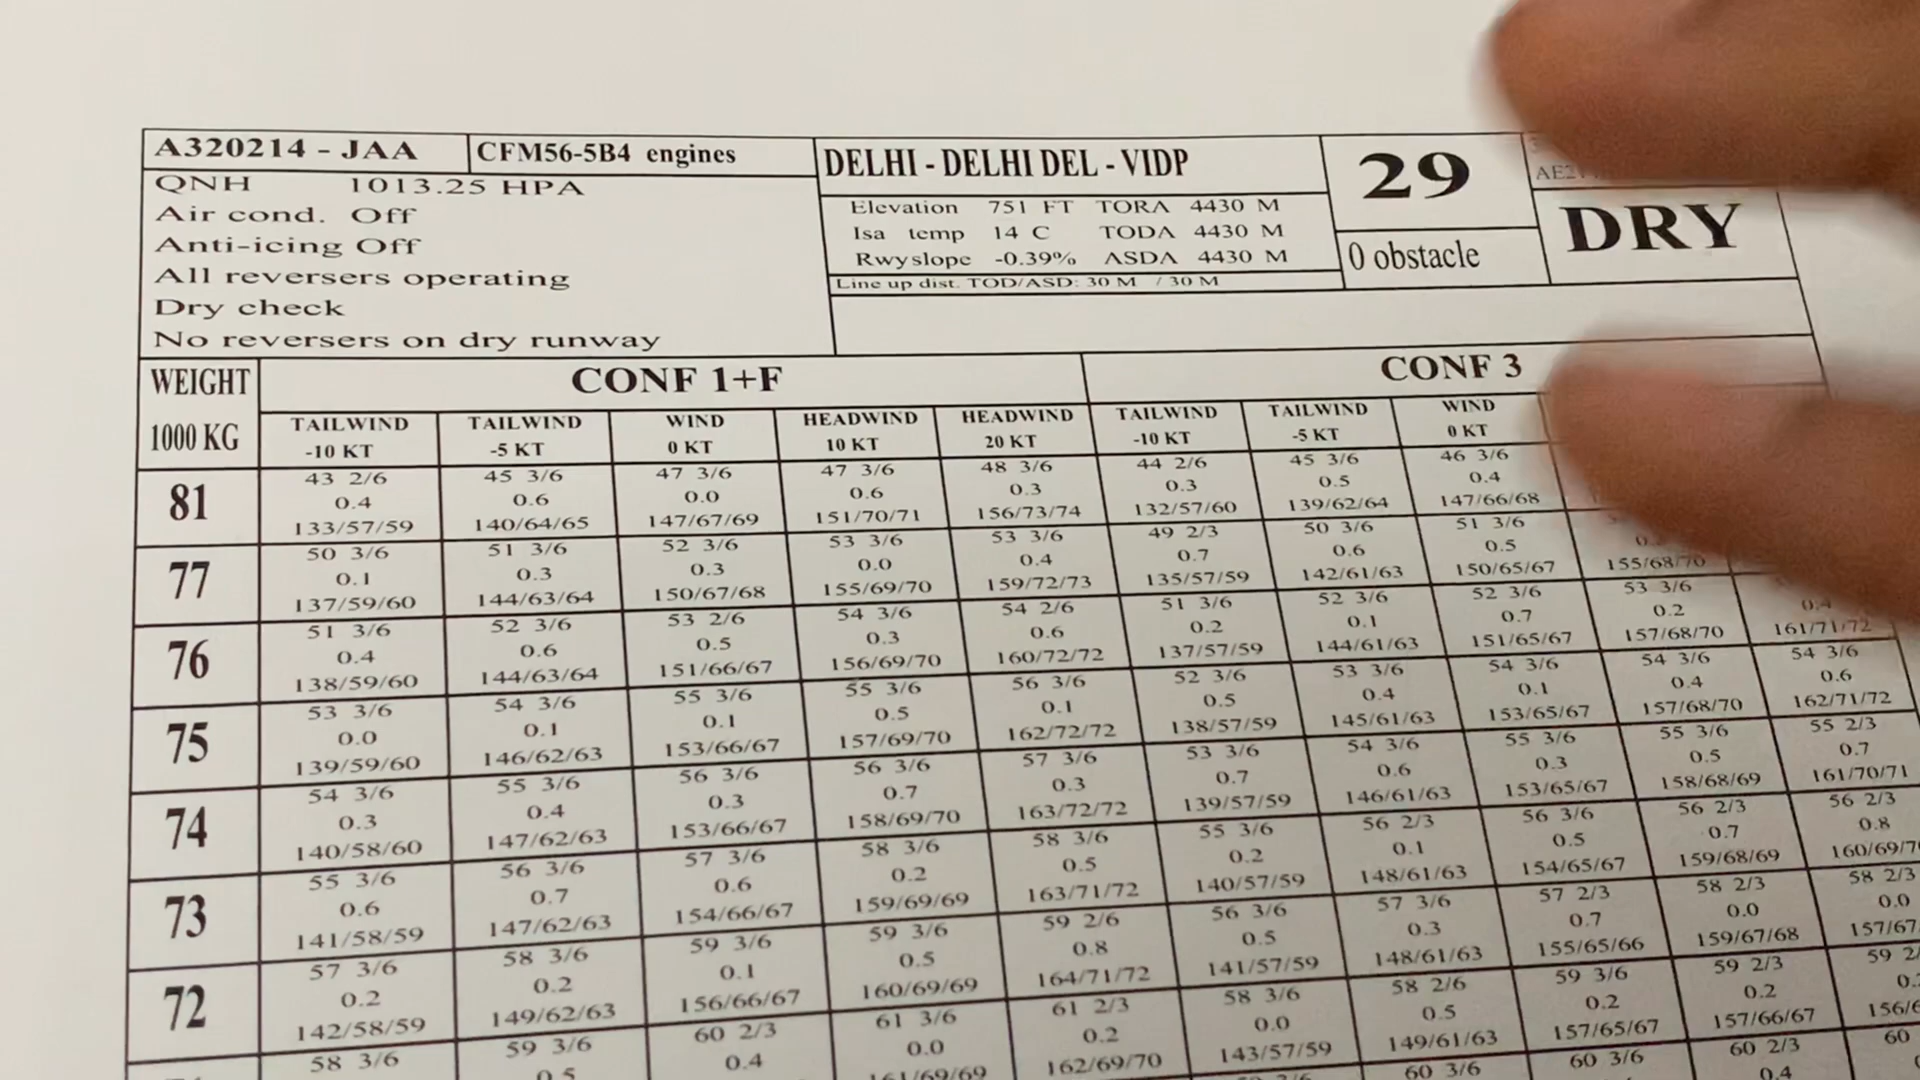 A320214 - JAA
CFM56-5B4 engines
QNH 1013.25 HPA
Air cond. Off
Anti-icing Off
All reversers operating
Dry check
No reversers on dry runway
DELHI - DELHI DEL - VIDP
Elevation 751 FT TORA 4430 M
Isa temp 14 C TODA 4430 M
Rwy slope -0.39% ASDA 4430 M
Line up dist. TOD/ASD: 30 M / 30 M
29
0 obstacle
DRY
WEIGHT
1000 KG
CONF 1+F CONF 3
TAILWIND TAILWIND WIND HEADWIND HEADWIND TAILWIND TAILWIND WIND
-10 KT -5 KT 0 KT 10 KT 20 KT -10 KT -5 KT 0 KT
81
43 2/6 45 3/6 47 3/6 47 3/6 48 3/6 44 2/6 45 3/6 46 3/6
0.4 0.6 0.0 0.6 0.3 0.3 0.5 0.4
133/57/59 140/64/65 147/67/69 151/70/71 156/73/74 132/57/60 139/62/64 147/66/68
77
50 3/6 51 3/6 52 3/6 53 3/6 53 3/6 49 2/3 50 3/6 51 3/6
0.1 0.3 0.3 0.0 0.4 0.7 0.6 0.5
137/59/60 144/63/64 150/67/68 155/69/70 159/72/73 135/57/59 142/61/63 150/65/67 155/68/70
76
51 3/6 52 3/6 53 2/6 54 3/6 54 2/6 51 3/6 52 3/6 52 3/6 53 3/6
0.4 0.6 0.5 0.3 0.6 0.2 0.1 0.7 0.2 0.4
138/59/60 144/63/64 151/66/67 156/69/70 160/72/72 137/57/59 144/61/63 151/65/67 157/68/70 161/71/72
75
53 3/6 54 3/6 55 3/6 55 3/6 56 3/6 52 3/6 53 3/6 54 3/6 54 3/6 54 3/6
0.0 0.1 0.1 0.5 0.1 0.5 0.4 0.1 0.4 0.6
139/59/60 146/62/63 153/66/67 157/69/70 162/72/72 138/57/59 145/61/63 153/65/67 157/68/70 162/71/72
74
54 3/6 55 3/6 56 3/6 56 3/6 57 3/6 53 3/6 54 3/6 55 3/6 55 3/6 55 2/3
0.3 0.4 0.3 0.7 0.3 0.7 0.6 0.3 0.5 0.7
140/58/60 147/62/63 153/66/67 158/69/70 163/72/72 139/57/59 146/61/63 153/65/67 158/68/69 161/70/71
73
55 3/6 56 3/6 57 3/6 58 3/6 58 3/6 55 3/6 56 2/3 56 3/6 56 2/3 56 2/3
0.6 0.7 0.6 0.2 0.5 0.2 0.1 0.5 0.7 0.8
141/58/59 147/62/63 154/66/67 159/69/69 163/71/72 140/57/59 148/61/63 154/65/67 159/68/69
72
57 3/6 58 3/6 59 3/6 59 3/6 59 2/6 56 3/6 57 3/6 57 2/3 58 2/3 58 2/3
0.2 0.2 0.1 0.5 0.8 0.5 0.3 0.7 0.0 0.0
142/58/59 149/62/63 156/66/67 160/69/69 164/71/72 141/57/59 148/61/63 155/65/66 159/67/68
58 3/6 59 3/6 60 2/3 61 3/6 61 2/3 58 3/6 58 2/6 59 3/6 59 2/3
0.5 0.4 0.0 0.2 0.0 0.5 0.2 0.2
161/69/69 162/69/70 143/57/59 149/61/63 157/65/67 157/66/67
60 3/6 60 3/6 60 2/3
0.4